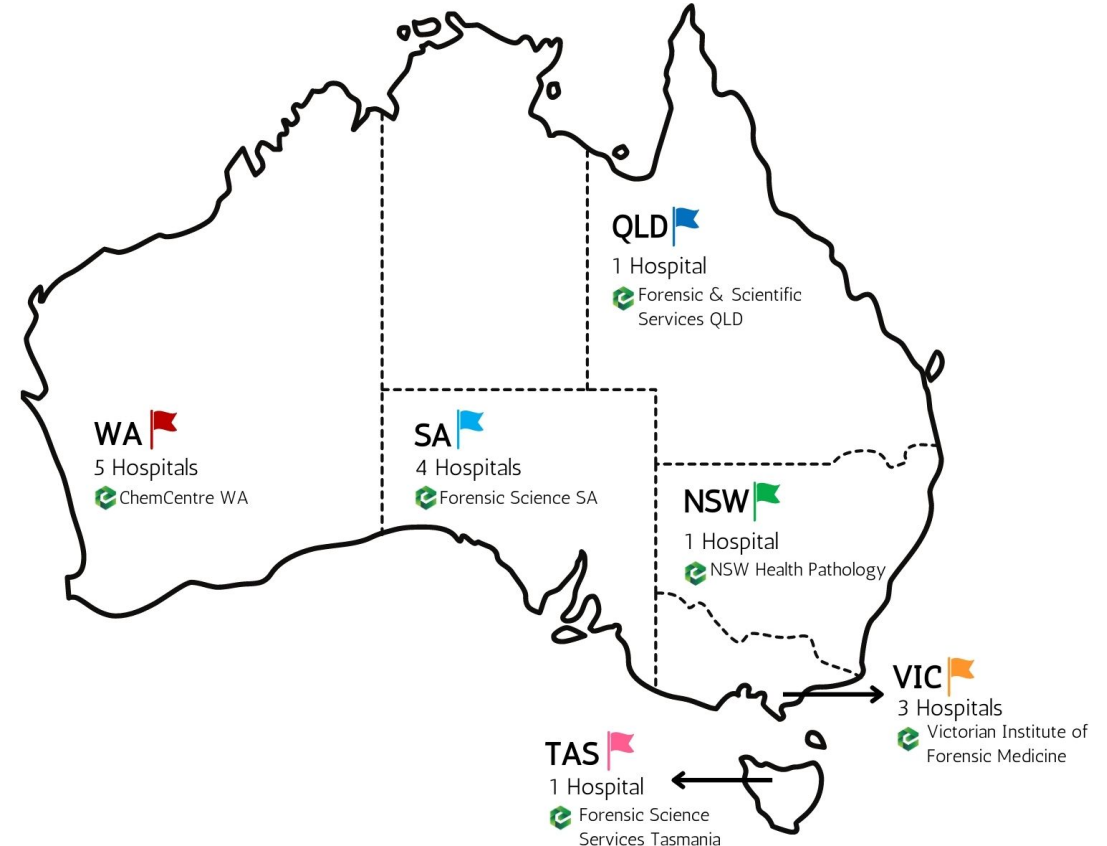 QLD
1 Hospital
Forensic & Scientific
Services QLD
WA
5 Hospitals
ChemCentre WA
SA
4 Hospitals
Forensic Science SA
NSW
1 Hospital
NSW Health Pathology
VIC
3 Hospitals
Victorian Institute of
Forensic Medicine
TAS
1 Hospital
Forensic Science
Services Tasmania